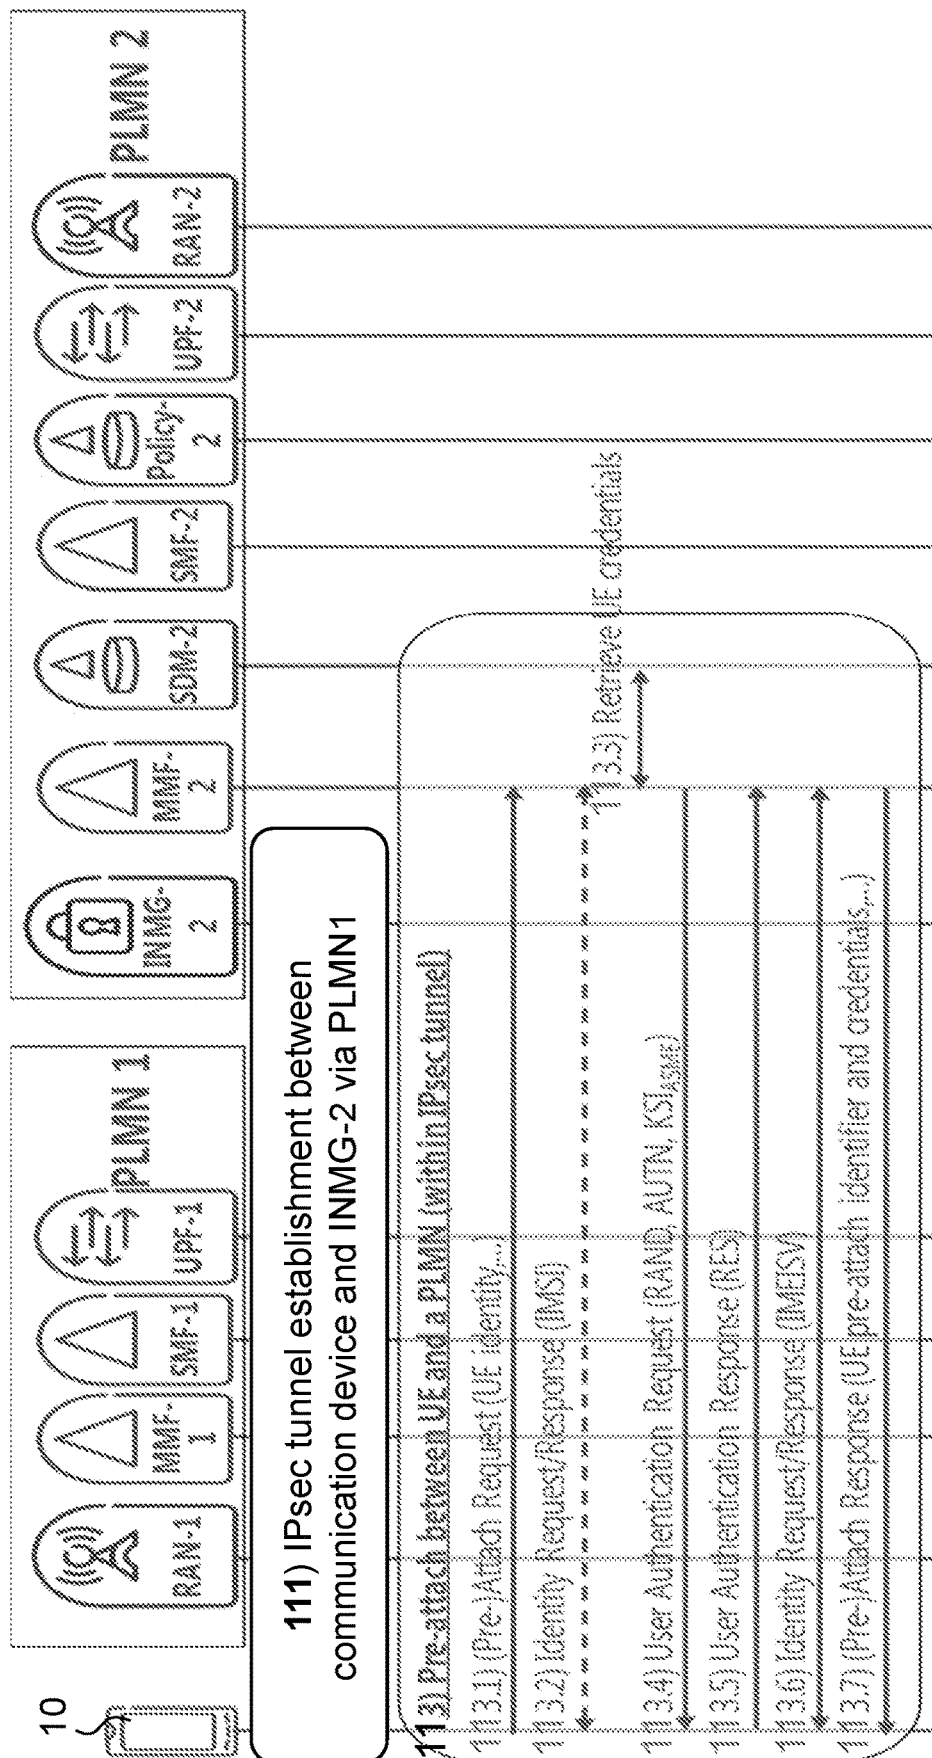 10
RAN-1
MMF-
1
SMF-1
UPF-1
PLMN 1
INMG-
2
MMF-
2
SDM-2
SMF-2
Policy-
2
UPF-2
RAN-2
PLMN 2
111) IPsec tunnel establishment between
communication device and INMG-2 via PLMN1
113) Pre-attach between UE and a PLMN (within IPsec tunnel)
113.1) (Pre-)Attach Request (UE identity,...)
113.2) Identity Request/Response (IMSI)
113.3) Retrieve UE credentials
113.4) User Authentication Request (RAND, AUTN, KSIASME)
113.5) User Authentication Response (RES)
113.6) Identity Request/Response (IMEISV)
113.7) (Pre-)Attach Response (UE pre-attach identifier and credentials,...)